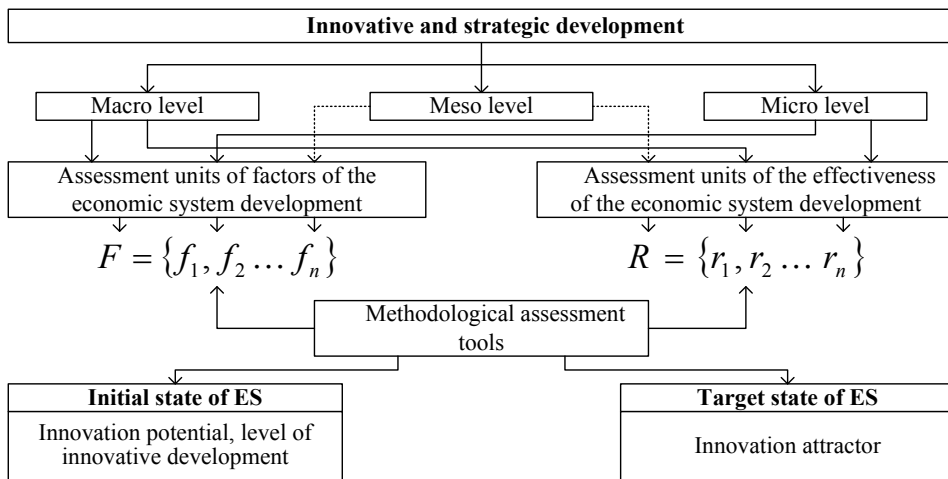 Innovative and strategic development
Macro level
Meso level
Micro level
Assessment units of factors of the
economic system development
Assessment units of the effectiveness
of the economic system development
F = {f₁, f₂ … fₙ}
R = {r₁, r₂ … rₙ}
Methodological assessment
tools
Initial state of ES
Innovation potential, level of
innovative development
Target state of ES
Innovation attractor